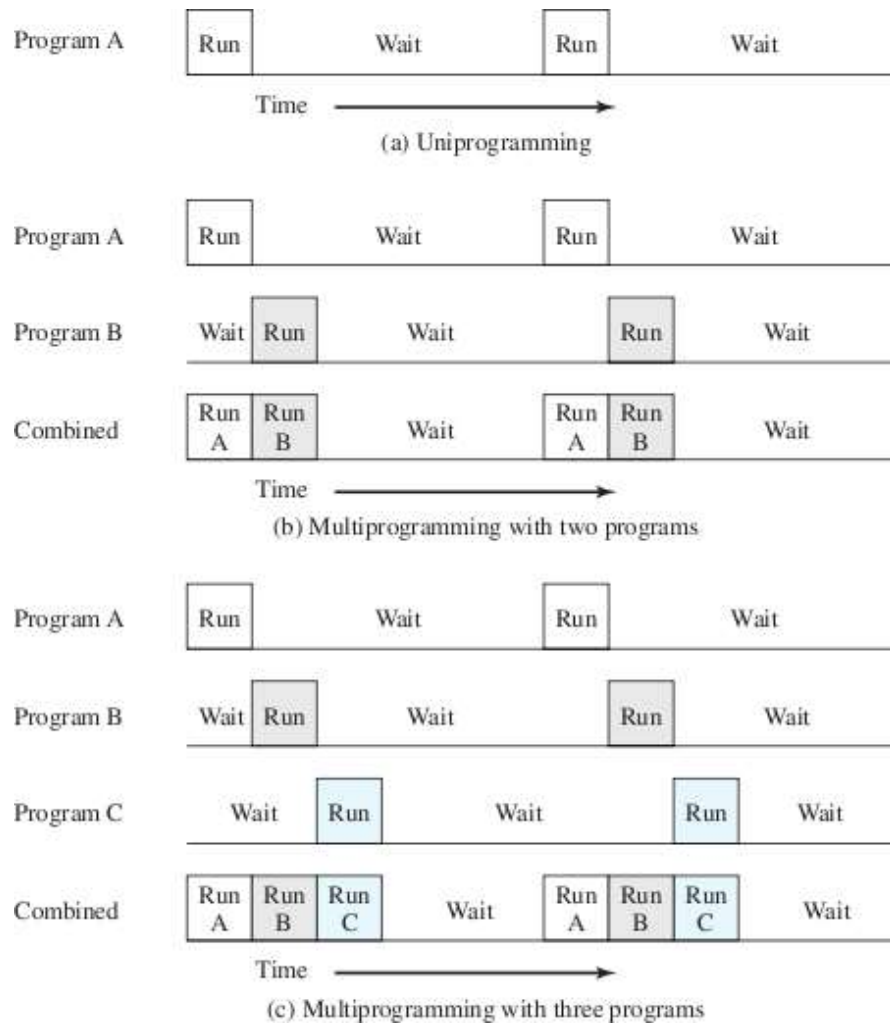 Program A Run Wait Run Wait
Time
(a) Uniprogramming
Program A Run Wait Run Wait
Program B Wait Run Wait Run Wait
Combined Run A Run B Wait Run A Run B Wait
Time
(b) Multiprogramming with two programs
Program A Run Wait Run Wait
Program B Wait Run Wait Run Wait
Program C Wait Run Wait Run Wait
Combined Run A Run B Run C Wait Run A Run B Run C Wait
Time
(c) Multiprogramming with three programs